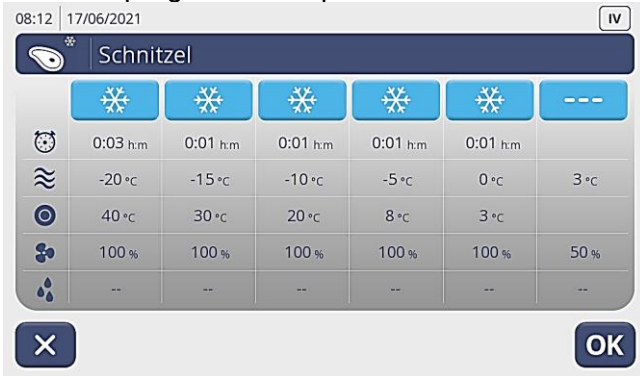 08:12 17/06/2021 IV
Schnitzel
---
0:03 h:m 0:01 h:m 0:01 h:m 0:01 h:m 0:01 h:m
-20 °C -15 °C -10 °C -5 °C 0 °C 3 °C
40 °C 30 °C 20 °C 8 °C 3 °C
100 % 100 % 100 % 100 % 100 % 50 %
-- -- -- -- -- --
OK